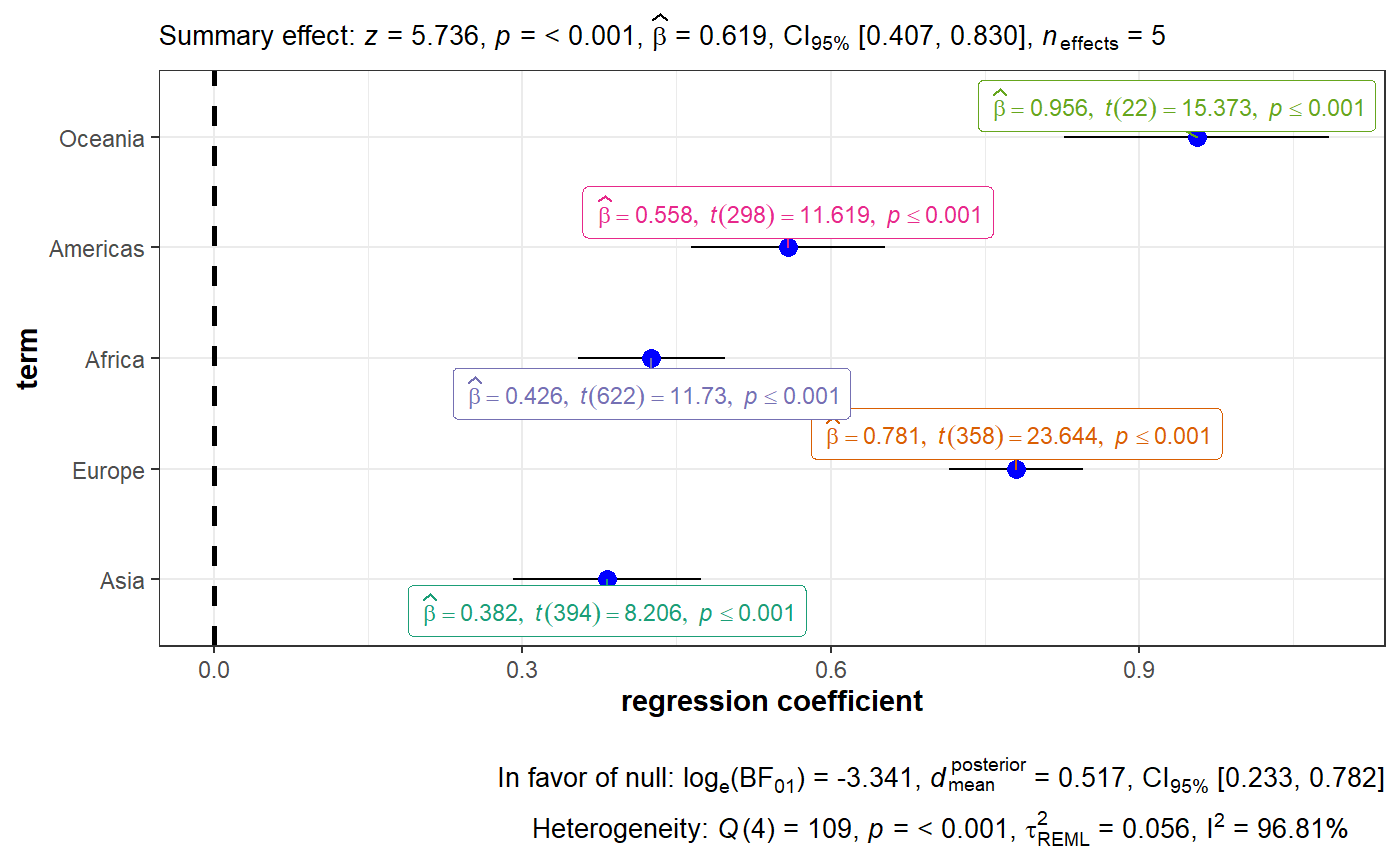 Summary effect: z = 5.736, p = < 0.001, β̂ = 0.619, CI95% [0.407, 0.830], neffects = 5
β̂ = 0.956, t(22) = 15.373, p ≤ 0.001
Oceania
β̂ = 0.558, t(298) = 11.619, p ≤ 0.001
Americas
Africa
β̂ = 0.426, t(622) = 11.73, p ≤ 0.001
β̂ = 0.781, t(358) = 23.644, p ≤ 0.001
Europe
Asia
β̂ = 0.382, t(394) = 8.206, p ≤ 0.001
term
0.0 0.3 0.6 0.9
regression coefficient
In favor of null: loge(BF01) = -3.341, d posterior mean = 0.517, CI95% [0.233, 0.782]
Heterogeneity: Q(4) = 109, p = < 0.001, τ²REML = 0.056, I² = 96.81%